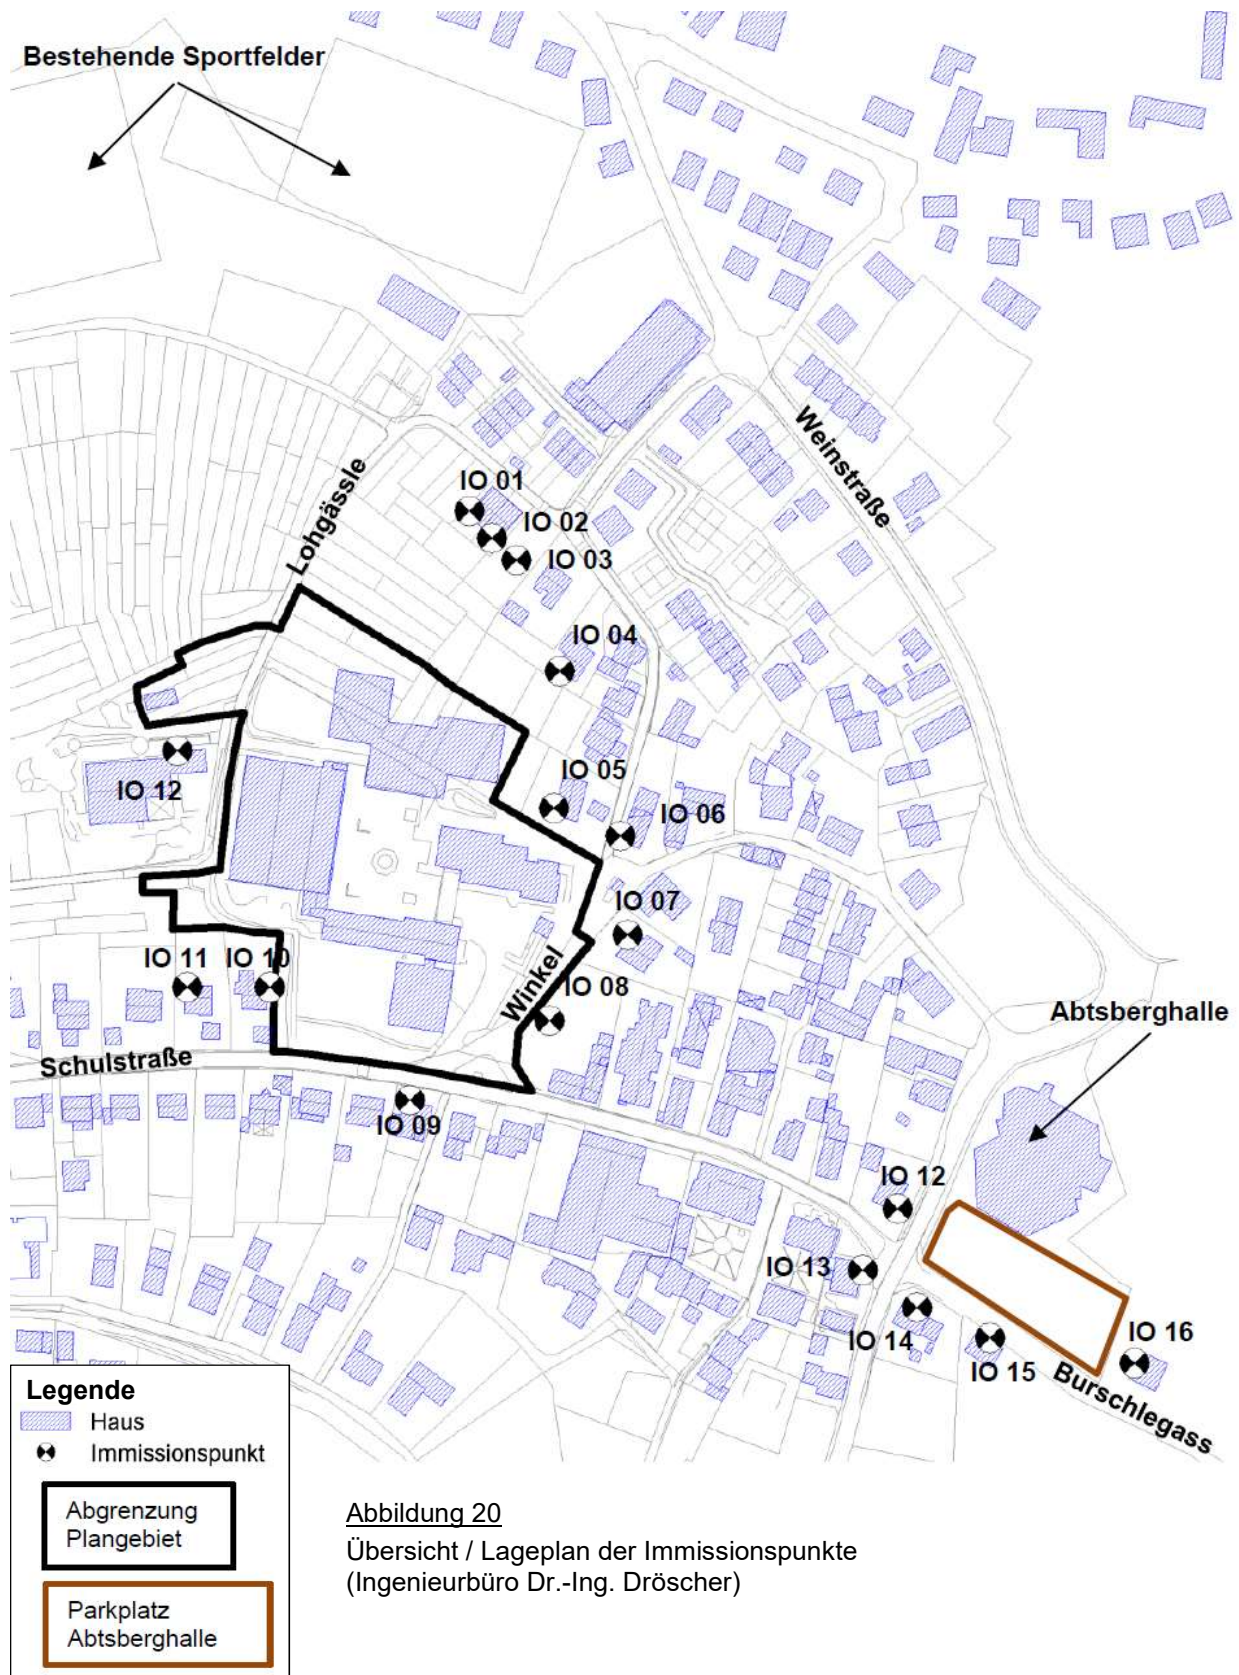 Bestehende Sportfelder
Weinstraße
Lohgässle
IO 01
IO 02
IO 03
IO 04
IO 05
IO 12
IO 06
IO 07
IO 11
IO 10
Winkel
IO 08
Abtsberghalle
Schulstraße
IO 09
IO 12
IO 13
IO 14
IO 16
IO 15
Burschlegass
Legende
Haus
Immissionspunkt
Abgrenzung
Plangebiet
Parkplatz
Abtsberghalle
Abbildung 20
Übersicht / Lageplan der Immissionspunkte
(Ingenieurbüro Dr.-Ing. Dröscher)